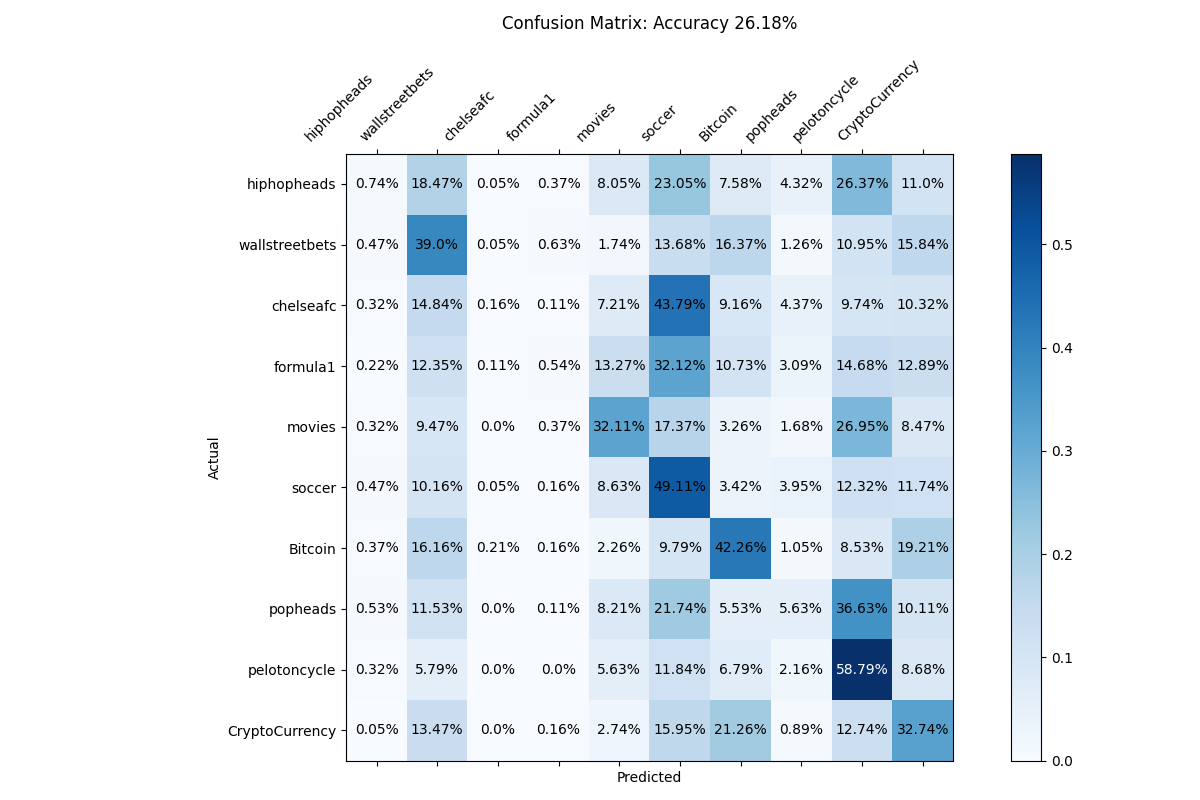 Confusion Matrix: Accuracy 26.18%
hiphopheads wallstreetbets chelseafc formula1 movies soccer Bitcoin popheads pelotoncycle CryptoCurrency
hiphopheads 0.74% 18.47% 0.05% 0.37% 8.05% 23.05% 7.58% 4.32% 26.37% 11.0%
wallstreetbets 0.47% 39.0% 0.05% 0.63% 1.74% 13.68% 16.37% 1.26% 10.95% 15.84%
chelseafc 0.32% 14.84% 0.16% 0.11% 7.21% 43.79% 9.16% 4.37% 9.74% 10.32%
formula1 0.22% 12.35% 0.11% 0.54% 13.27% 32.12% 10.73% 3.09% 14.68% 12.89%
movies 0.32% 9.47% 0.0% 0.37% 32.11% 17.37% 3.26% 1.68% 26.95% 8.47%
soccer 0.47% 10.16% 0.05% 0.16% 8.63% 49.11% 3.42% 3.95% 12.32% 11.74%
Bitcoin 0.37% 16.16% 0.21% 0.16% 2.26% 9.79% 42.26% 1.05% 8.53% 19.21%
popheads 0.53% 11.53% 0.0% 0.11% 8.21% 21.74% 5.53% 5.63% 36.63% 10.11%
pelotoncycle 0.32% 5.79% 0.0% 0.0% 5.63% 11.84% 6.79% 2.16% 58.79% 8.68%
CryptoCurrency 0.05% 13.47% 0.0% 0.16% 2.74% 15.95% 21.26% 0.89% 12.74% 32.74%
Actual
Predicted
0.5
0.4
0.3
0.2
0.1
0.0